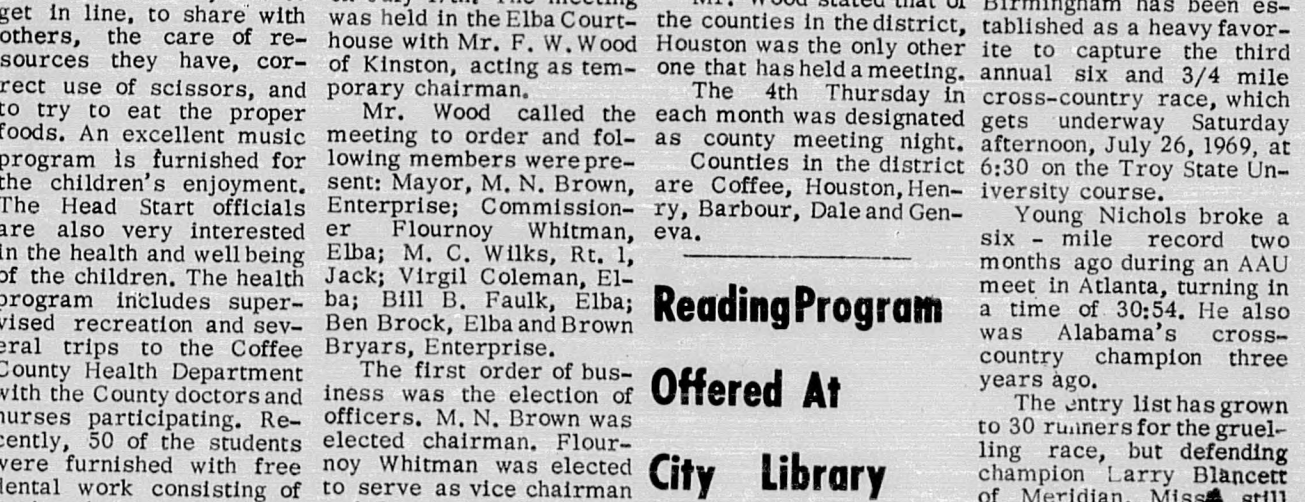 get in line, to share with
others, the care of re-
sources they have, cor-
rect use of scissors, and
to try to eat the proper
foods. An excellent music
program is furnished for
the children's enjoyment.
The Head Start officials
are also very interested
in the health and well being
of the children. The health
program includes super-
vised recreation and sev-
eral trips to the Coffee
County Health Department
with the County doctors and
nurses participating. Re-
cently, 50 of the students
were furnished with free
dental work consisting of
was held in the Elba Court-
house with Mr. F. W. Wood
of Kinston, acting as tem-
porary chairman.
Mr. Wood called the
meeting to order and fol-
lowing members were pre-
sent: Mayor, M. N. Brown,
Enterprise; Commission-
er Flournoy Whitman,
Elba; M. C. Wilks, Rt. 1,
Jack; Virgil Coleman, El-
ba; Bill B. Faulk, Elba;
Ben Brock, Elba and Brown
Bryars, Enterprise.
The first order of bus-
iness was the election of
officers. M. N. Brown was
elected chairman. Flour-
noy Whitman was elected
to serve as vice chairman
Mr. Wood stated that of
the counties in the district,
Houston was the only other
one that has held a meeting.
The 4th Thursday in
each month was designated
as county meeting night.
Counties in the district
are Coffee, Houston, Hen-
ry, Barbour, Dale and Gen-
eva.
Reading Program
Offered At
City Library
Birmingham has been es-
tablished as a heavy favor-
ite to capture the third
annual six and 3/4 mile
cross-country race, which
gets underway Saturday
afternoon, July 26, 1969, at
6:30 on the Troy State Un-
iversity course.
Young Nichols broke a
six - mile record two
months ago during an AAU
meet in Atlanta, turning in
a time of 30:54. He also
was Alabama's cross-
country champion three
years ago.
The entry list has grown
to 30 runners for the gruel-
ling race, but defending
champion Larry Blancett
of Meridian, Miss. still